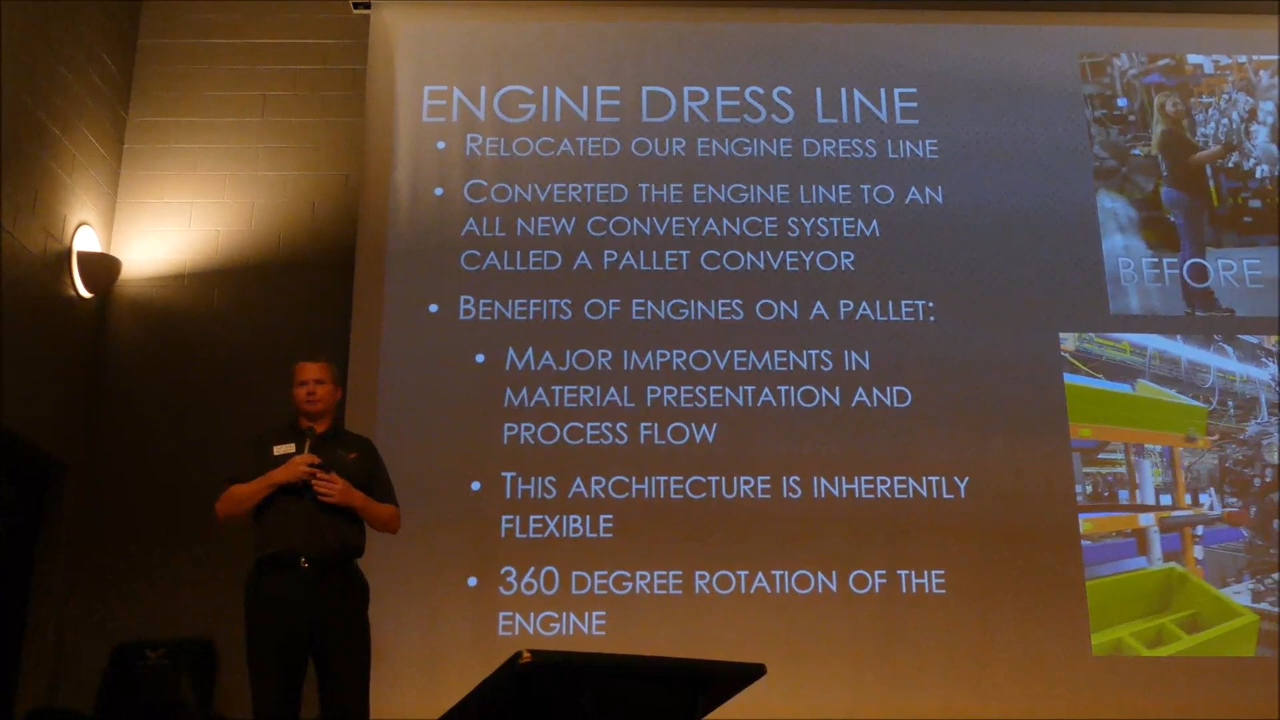 ENGINE DRESS LINE
• RELOCATED OUR ENGINE DRESS LINE
• CONVERTED THE ENGINE LINE TO AN
ALL NEW CONVEYANCE SYSTEM
CALLED A PALLET CONVEYOR
• BENEFITS OF ENGINES ON A PALLET:
• MAJOR IMPROVEMENTS IN
MATERIAL PRESENTATION AND
PROCESS FLOW
• THIS ARCHITECTURE IS INHERENTLY
FLEXIBLE
• 360 DEGREE ROTATION OF THE
ENGINE
BEFORE